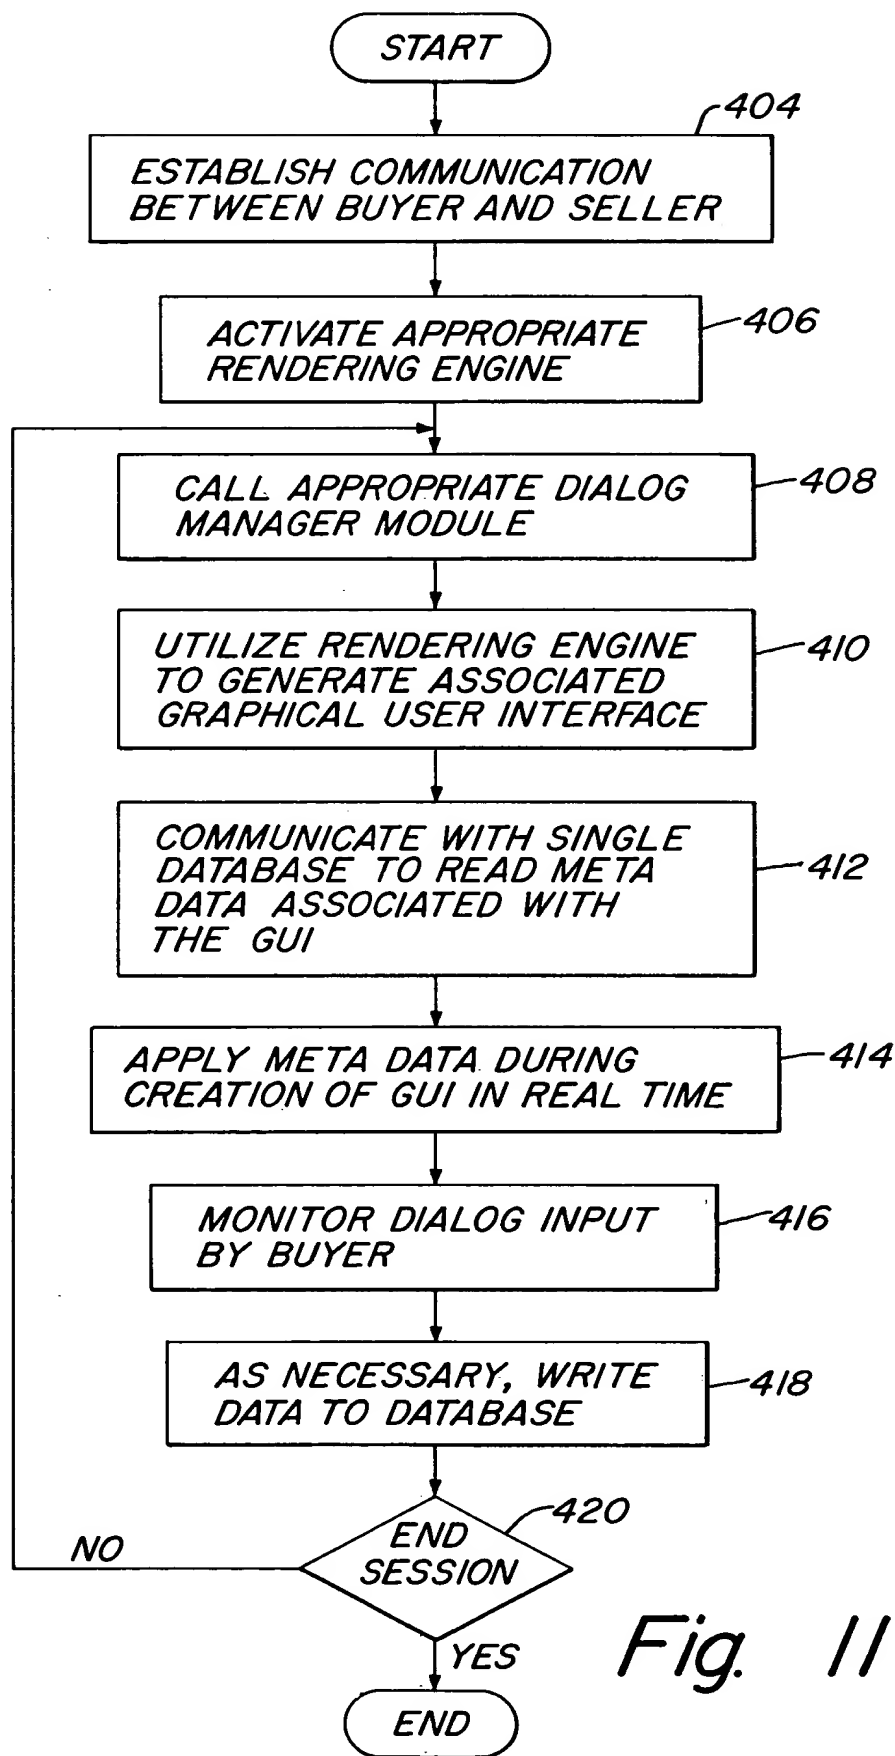 START
404
ESTABLISH COMMUNICATION
BETWEEN BUYER AND SELLER
406
ACTIVATE APPROPRIATE
RENDERING ENGINE
408
CALL APPROPRIATE DIALOG
MANAGER MODULE
410
UTILIZE RENDERING ENGINE
TO GENERATE ASSOCIATED
GRAPHICAL USER INTERFACE
412
COMMUNICATE WITH SINGLE
DATABASE TO READ META
DATA ASSOCIATED WITH
THE GUI
414
APPLY META DATA DURING
CREATION OF GUI IN REAL TIME
416
MONITOR DIALOG INPUT
BY BUYER
418
AS NECESSARY, WRITE
DATA TO DATABASE
420
END
SESSION
NO
YES
END
Fig. 11